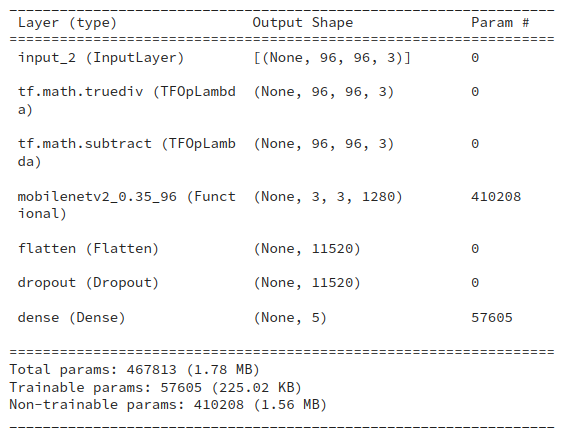 _________________________________________________________________
Layer (type) Output Shape Param #
=================================================================
input_2 (InputLayer) [(None, 96, 96, 3)] 0
tf.math.truediv (TFOpLambd (None, 96, 96, 3) 0
a)
tf.math.subtract (TFOpLamb (None, 96, 96, 3) 0
da)
mobilenetv2_0.35_96 (Funct (None, 3, 3, 1280) 410208
ional)
flatten (Flatten) (None, 11520) 0
dropout (Dropout) (None, 11520) 0
dense (Dense) (None, 5) 57605
=================================================================
Total params: 467813 (1.78 MB)
Trainable params: 57605 (225.02 KB)
Non-trainable params: 410208 (1.56 MB)
_________________________________________________________________